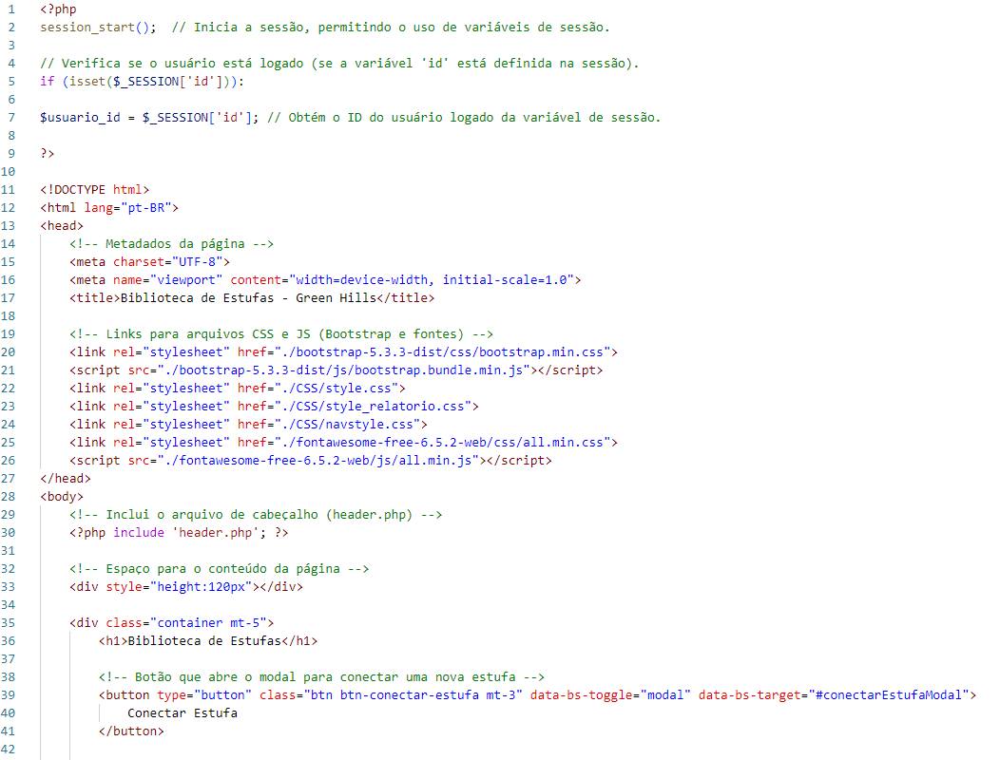 1 <?php
2 session_start();  // Inicia a sessão, permitindo o uso de variáveis de sessão.
3
4 // Verifica se o usuário está logado (se a variável 'id' está definida na sessão).
5 if (isset($_SESSION['id'])):
6
7 $usuario_id = $_SESSION['id']; // Obtém o ID do usuário logado da variável de sessão.
8
9 ?>
10
11 <!DOCTYPE html>
12 <html lang="pt-BR">
13 <head>
14     <!-- Metadados da página -->
15     <meta charset="UTF-8">
16     <meta name="viewport" content="width=device-width, initial-scale=1.0">
17     <title>Biblioteca de Estufas - Green Hills</title>
18
19     <!-- Links para arquivos CSS e JS (Bootstrap e fontes) -->
20     <link rel="stylesheet" href="./bootstrap-5.3.3-dist/css/bootstrap.min.css">
21     <script src="./bootstrap-5.3.3-dist/js/bootstrap.bundle.min.js"></script>
22     <link rel="stylesheet" href="./CSS/style.css">
23     <link rel="stylesheet" href="./CSS/style_relatorio.css">
24     <link rel="stylesheet" href="./CSS/navstyle.css">
25     <link rel="stylesheet" href="./fontawesome-free-6.5.2-web/css/all.min.css">
26     <script src="./fontawesome-free-6.5.2-web/js/all.min.js"></script>
27 </head>
28 <body>
29     <!-- Inclui o arquivo de cabeçalho (header.php) -->
30     <?php include 'header.php'; ?>
31
32     <!-- Espaço para o conteúdo da página -->
33     <div style="height:120px"></div>
34
35     <div class="container mt-5">
36         <h1>Biblioteca de Estufas</h1>
37
38         <!-- Botão que abre o modal para conectar uma nova estufa -->
39         <button type="button" class="btn btn-conectar-estufa mt-3" data-bs-toggle="modal" data-bs-target="#conectarEstufaModal">
40             Conectar Estufa
41         </button>
42